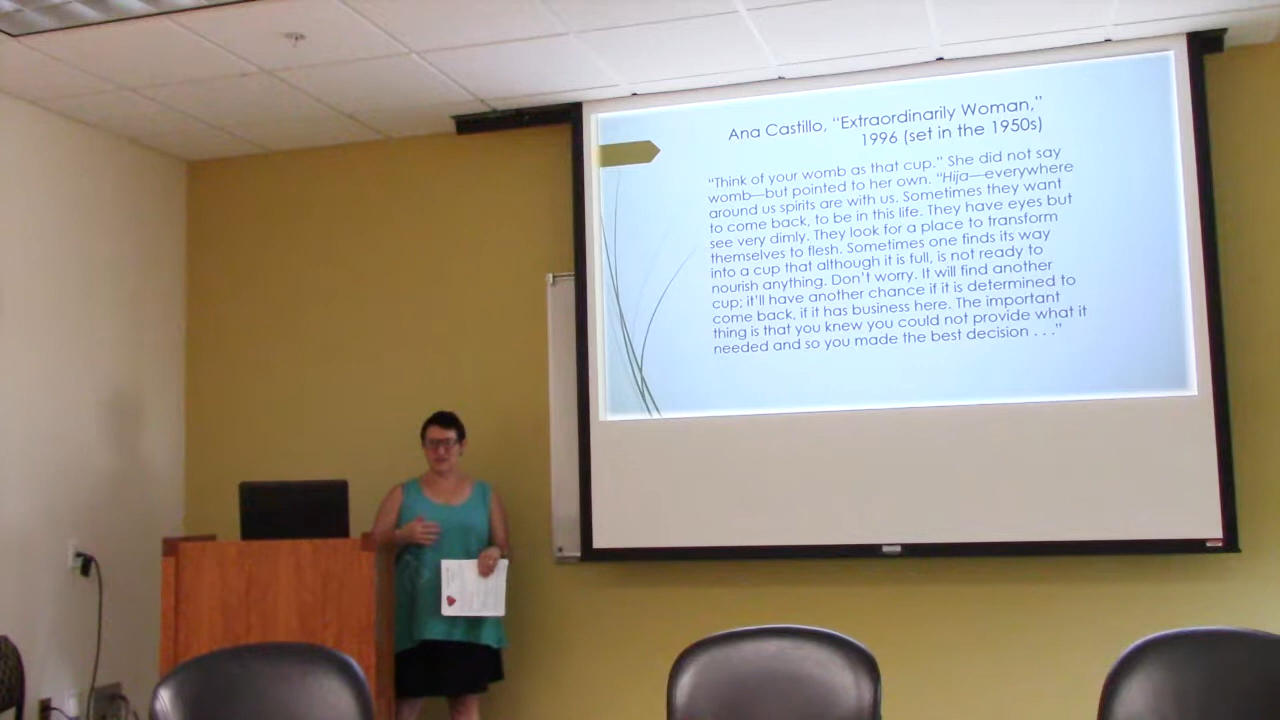 Ana Castillo, “Extraordinarily Woman,”
1996 (set in the 1950s)
“Think of your womb as that cup.” She did not say
womb—but pointed to her own. “Hija—everywhere
around us spirits are with us. Sometimes they want
to come back, to be in this life. They have eyes but
see very dimly. They look for a place to transform
themselves to flesh. Sometimes one finds its way
into a cup that although it is full, is not ready to
nourish anything. Don’t worry. It will find another
cup; it’ll have another chance if it is determined to
come back, if it has business here. The important
thing is that you knew you could not provide what it
needed and so you made the best decision . . .”